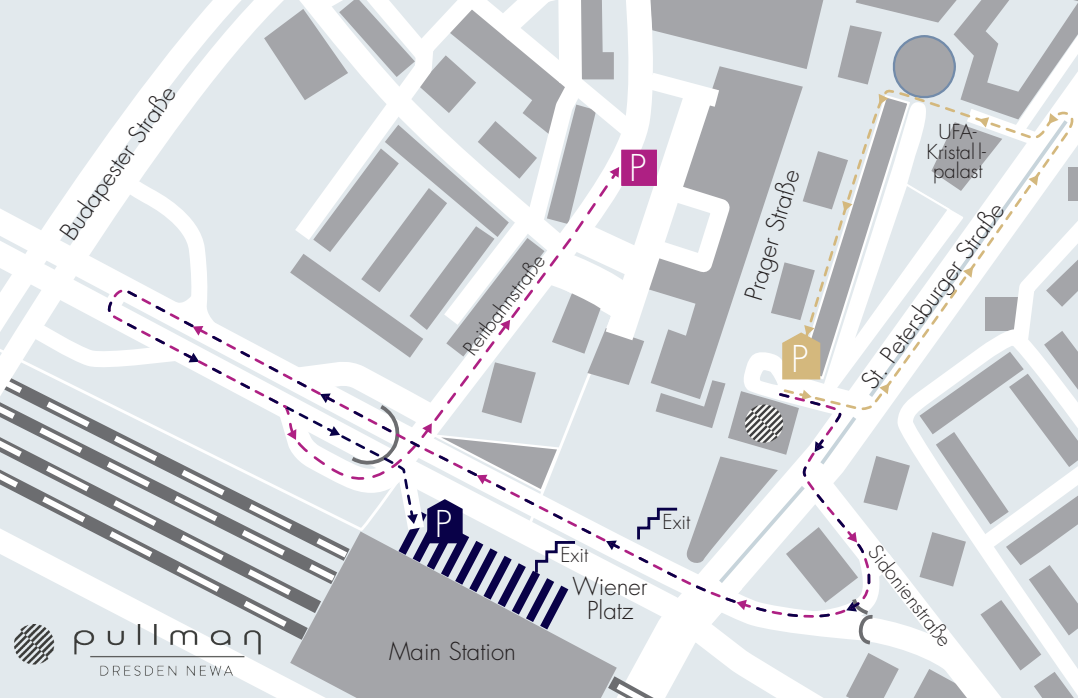 Budapester Straße
UFA-
Kristall-
palast
P
Prager Straße
St. Petersburger Straße
Reitbahnstraße
P
P
Exit
Exit
Wiener
Platz
Sidonienstraße
Main Station
pullman
DRESDEN NEWA